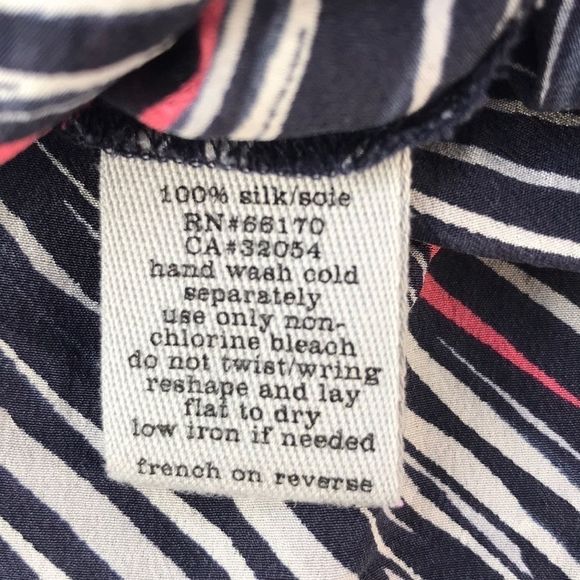 100% silk/soie
RN#66170
CA#32054
hand wash cold
separately
use only non-
chlorine bleach
do not twist/wring
reshape and lay
flat to dry
low iron if needed
french on reverse